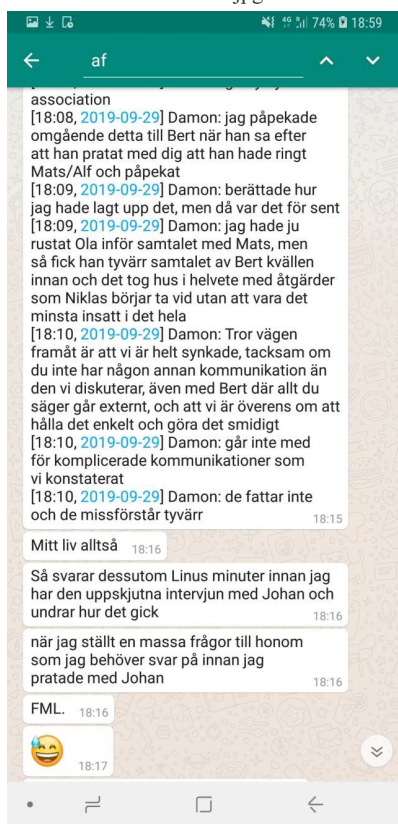 74% 18:59
af
association
[18:08, 2019-09-29] Damon: jag påpekade
omgående detta till Bert när han sa efter
att han pratat med dig att han hade ringt
Mats/Alf och påpekat
[18:09, 2019-09-29] Damon: berättade hur
jag hade lagt upp det, men då var det för sent
[18:09, 2019-09-29] Damon: jag hade ju
rustat Ola inför samtalet med Mats, men
så fick han tyvärr samtalet av Bert kvällen
innan och det tog hus i helvete med åtgärder
som Niklas börjar ta vid utan att vara det
minsta insatt i det hela
[18:10, 2019-09-29] Damon: Tror vägen
framåt är att vi är helt synkade, tacksam om
du inte har någon annan kommunikation än
den vi diskuterar, även med Bert där allt du
säger går externt, och att vi är överens om att
hålla det enkelt och göra det smidigt
[18:10, 2019-09-29] Damon: går inte med
för komplicerade kommunikationer som
vi konstaterat
[18:10, 2019-09-29] Damon: de fattar inte
och de missförstår tyvärr 18:15
Mitt liv alltså 18:16
Så svarar dessutom Linus minuter innan jag
har den uppskjutna intervjun med Johan och
undrar hur det gick 18:16
när jag ställt en massa frågor till honom
som jag behöver svar på innan jag
pratade med Johan 18:16
FML. 18:16
18:17